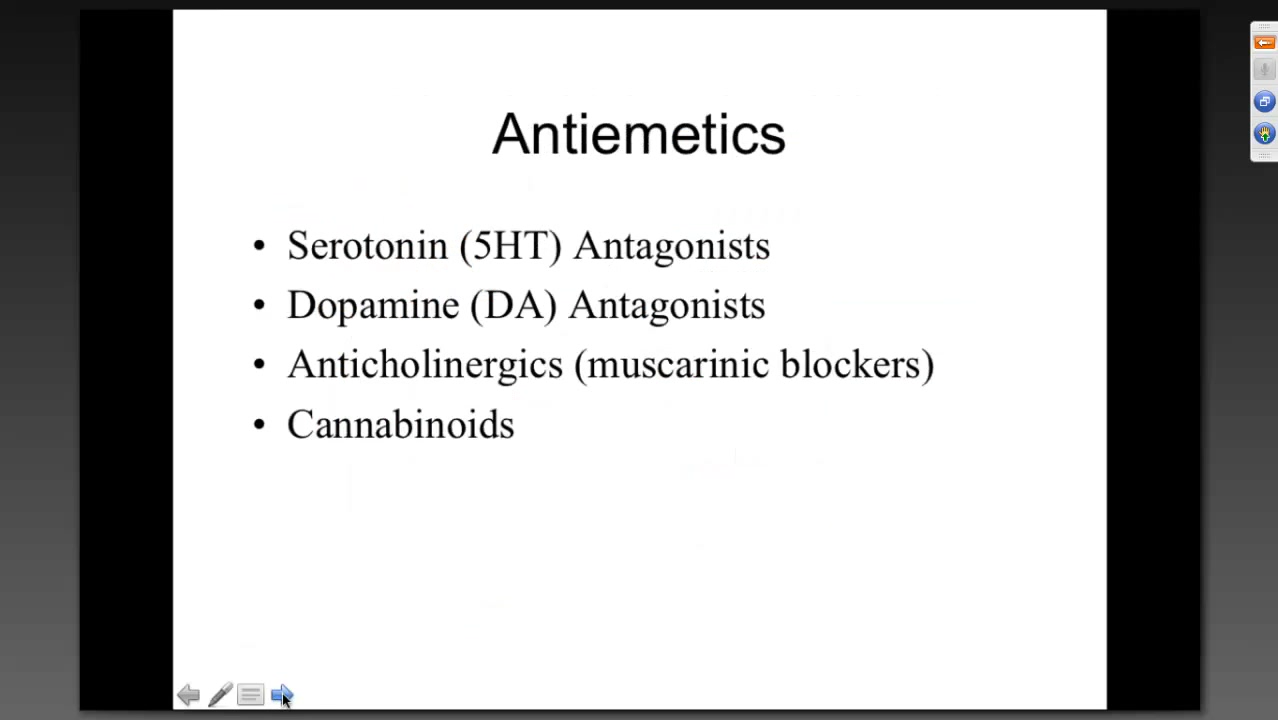 Antiemetics
• Serotonin (5HT) Antagonists
• Dopamine (DA) Antagonists
• Anticholinergics (muscarinic blockers)
• Cannabinoids